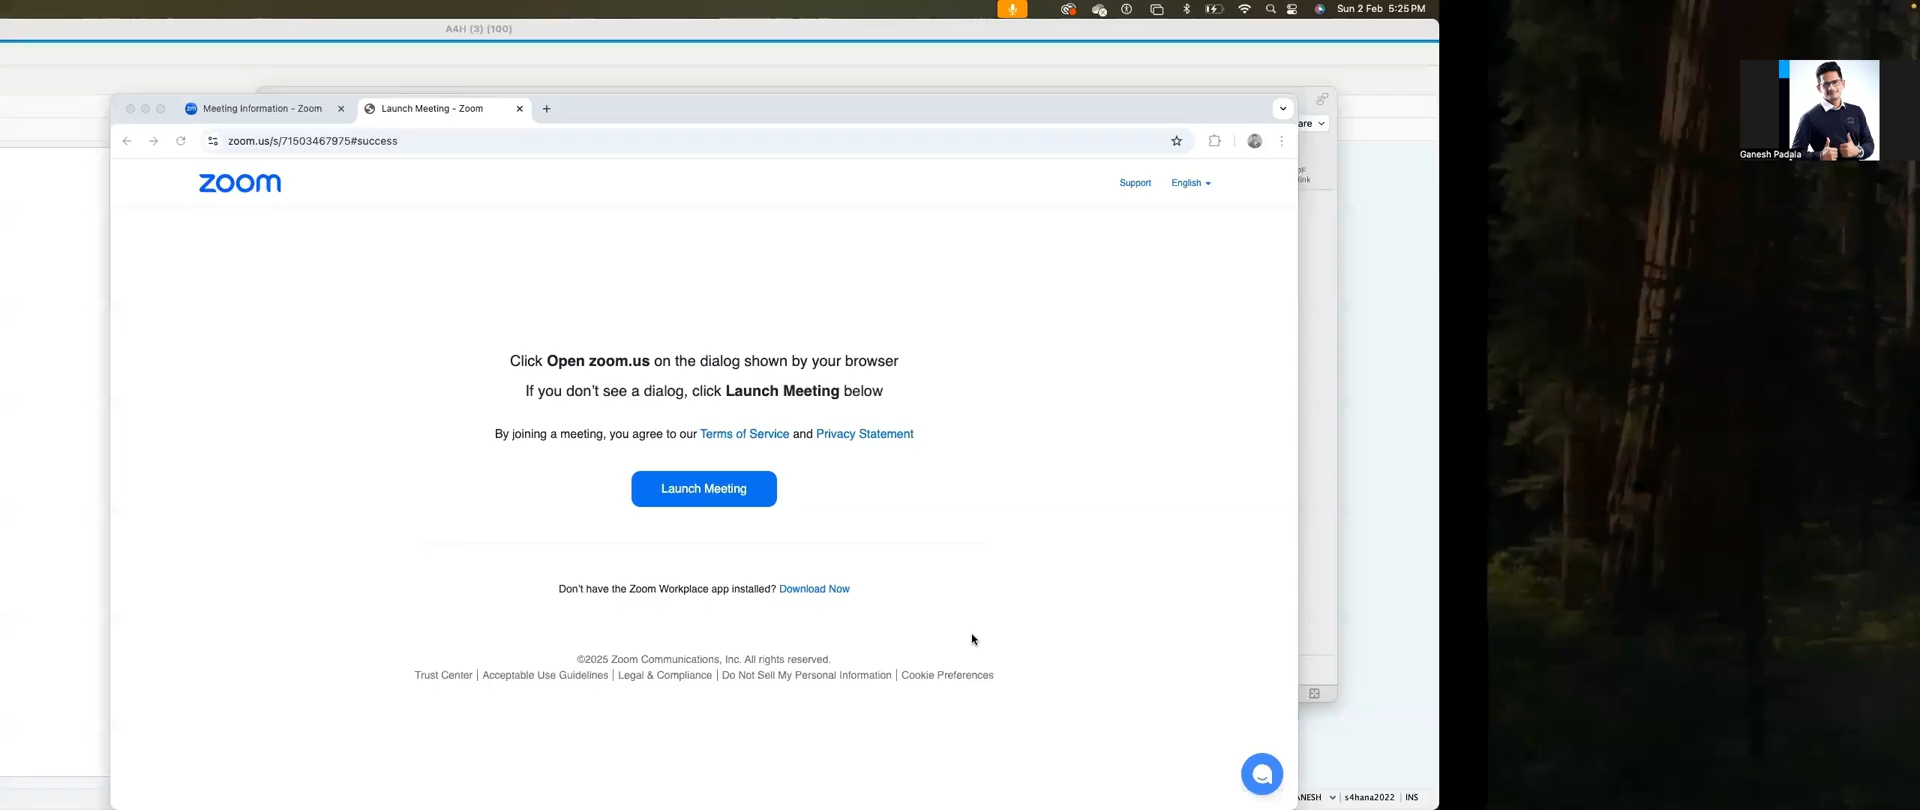 Sun 2 Feb 5:25 PM
A4H (3) (100)
Meeting Information - Zoom
Launch Meeting - Zoom
are
zoom.us/s/71503467975#success
zoom
Support
English
Click Open zoom.us on the dialog shown by your browser
If you don't see a dialog, click Launch Meeting below
By joining a meeting, you agree to our Terms of Service and Privacy Statement
Launch Meeting
Don't have the Zoom Workplace app installed? Download Now
©2025 Zoom Communications, Inc. All rights reserved.
Trust Center | Acceptable Use Guidelines | Legal & Compliance | Do Not Sell My Personal Information | Cookie Preferences
Ganesh Padala
ANESH
s4hana2022
INS